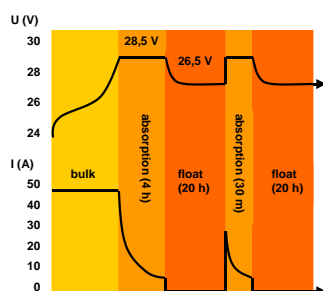 U (V)
30
28,5 V
28
26,5 V
26
24
absorption (4 h)
absorption (30 m)
I (A)
50
bulk
float
(20 h)
float
(20 h)
40
30
20
10
0